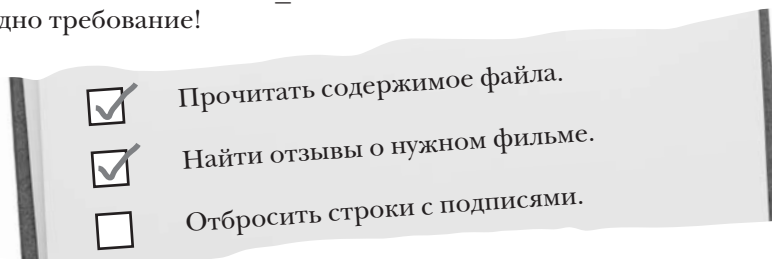 дно требование!
Прочитать содержимое файла.
Найти отзывы о нужном фильме.
Отбросить строки с подписями.